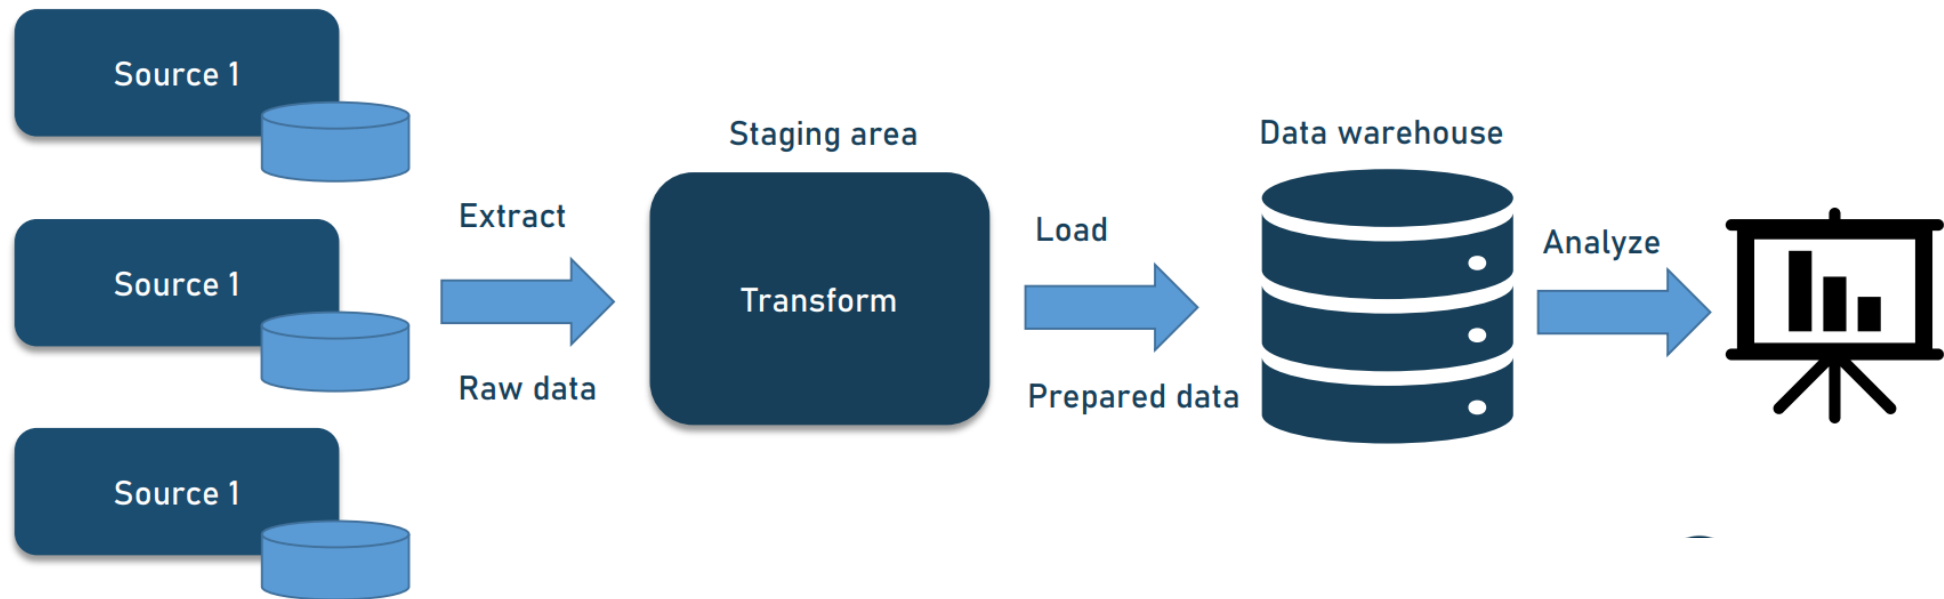 Source 1
Source 1
Source 1
Extract
Raw data
Staging area
Transform
Load
Prepared data
Data warehouse
Analyze